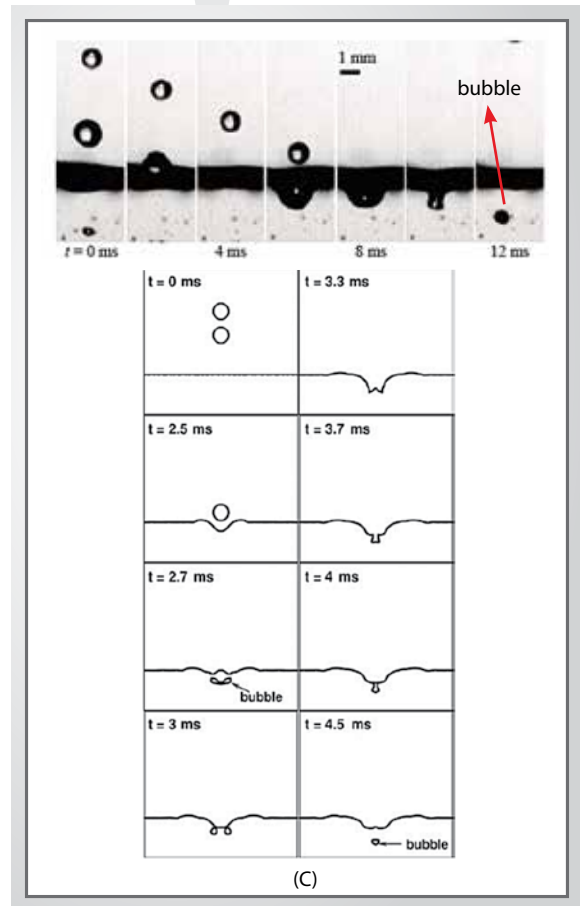 1 mm
bubble
t = 0 ms 4 ms 8 ms 12 ms
t = 0 ms
t = 3.3 ms
t = 2.5 ms
t = 3.7 ms
t = 2.7 ms
t = 4 ms
bubble
t = 3 ms
t = 4.5 ms
bubble
(C)